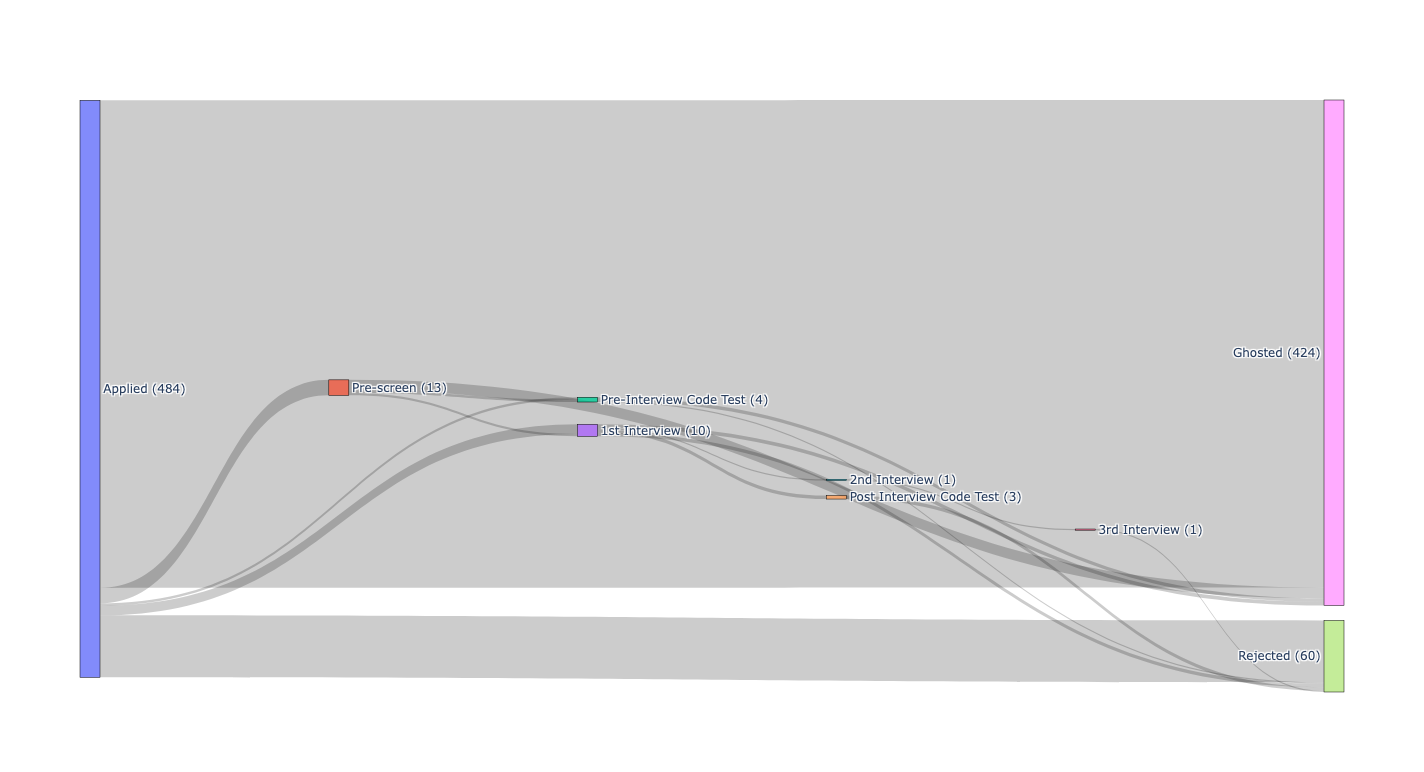 Applied (484)
Pre-screen (13)
Pre-Interview Code Test (4)
1st Interview (10)
2nd Interview (1)
Post Interview Code Test (3)
3rd Interview (1)
Ghosted (424)
Rejected (60)